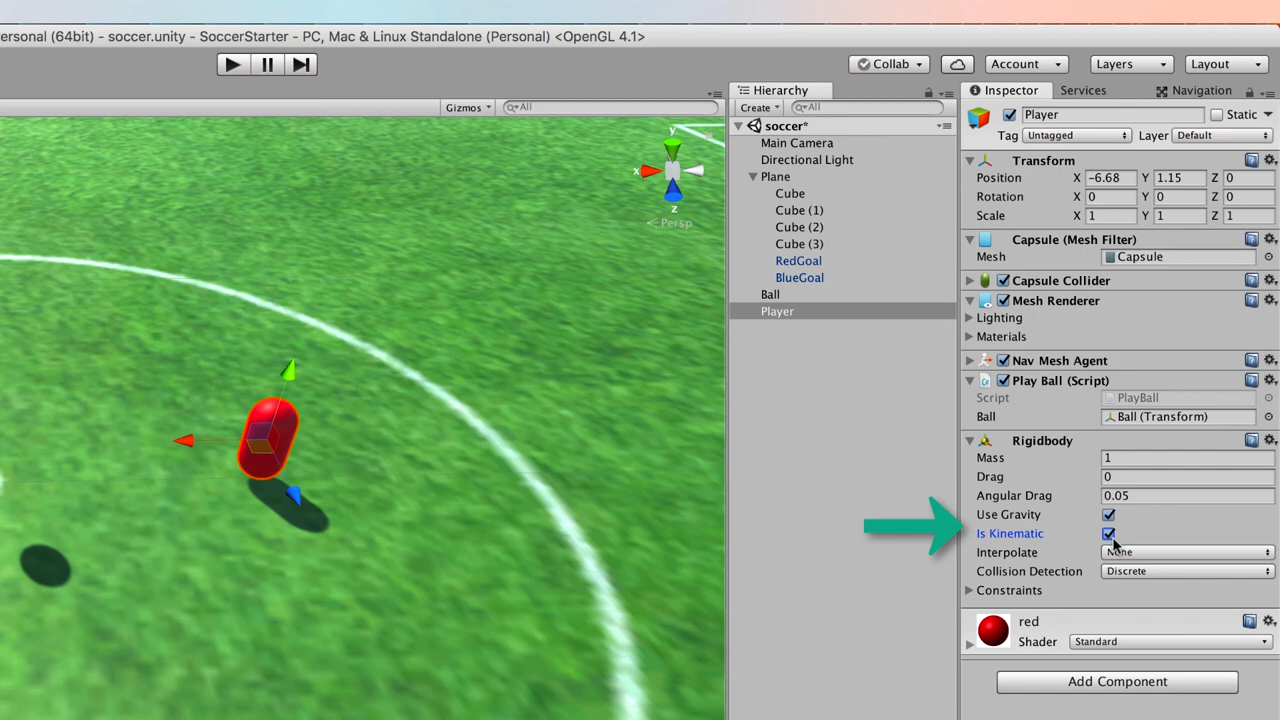 ersonal (64bit) - soccer.unity - SoccerStarter - PC, Mac & Linux Standalone (Personal) <OpenGL 4.1>
Collab Account Layers Layout
Hierarchy
Inspector Services Navigation
Gizmos All
Create All
Player Static
soccer*
Tag Untagged Layer Default
Main Camera
Directional Light
Plane
Cube
Cube (1)
Cube (2)
Cube (3)
RedGoal
BlueGoal
Ball
Player
y
x
z
Persp
Transform
Position X -6.68 Y 1.15 Z 0
Rotation X 0 Y 0 Z 0
Scale X 1 Y 1 Z 1
Capsule (Mesh Filter)
Mesh Capsule
Capsule Collider
Mesh Renderer
Lighting
Materials
Nav Mesh Agent
Play Ball (Script)
Script PlayBall
Ball Ball (Transform)
Rigidbody
Mass 1
Drag 0
Angular Drag 0.05
Use Gravity
Is Kinematic
Interpolate None
Collision Detection Discrete
Constraints
red
Shader Standard
Add Component